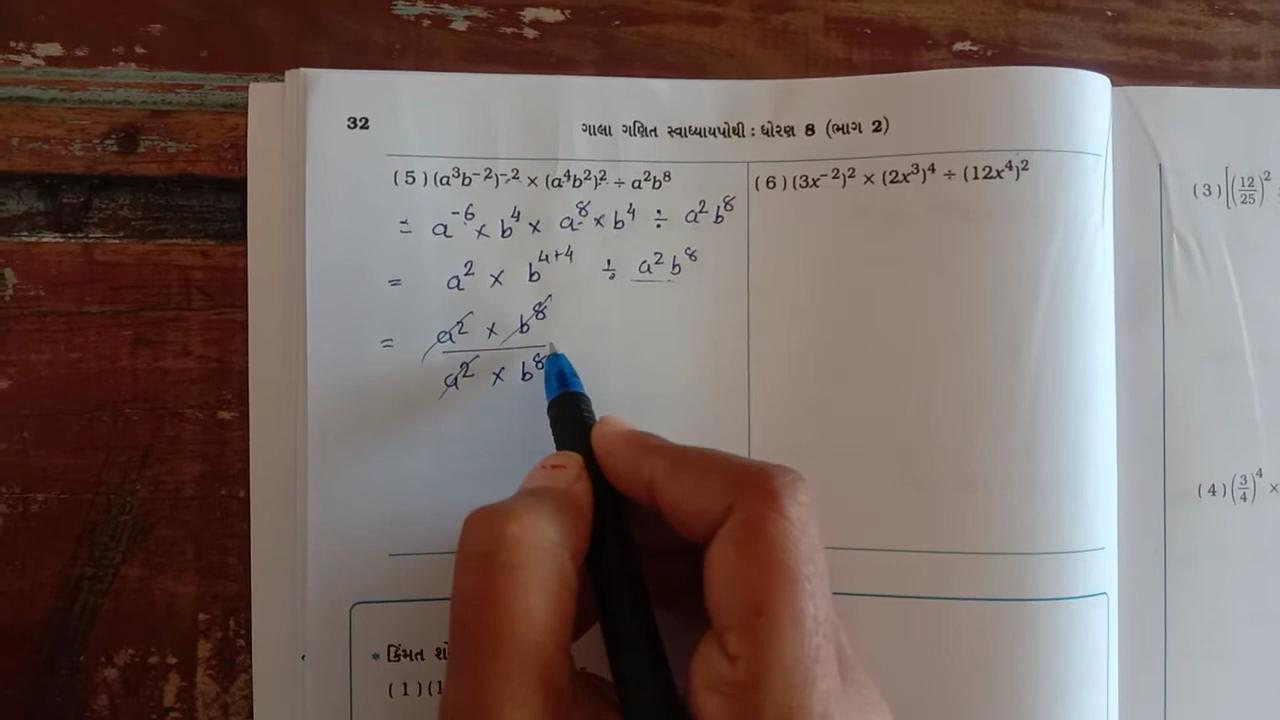 32
ગાલા ગણિત સ્વાધ્યાયપોથી : ધોરણ 8 (ભાગ 2)
(5) (a³b⁻²)⁻² × (a⁴b²)² ÷ a²b⁸
= a⁻⁶ × b⁴ × a⁸ × b⁴ ÷ a²b⁸
= a² × b⁴⁺⁴ ÷ a²b⁸
= a² × b⁸
a² × b⁸
(6) (3x⁻²)² × (2x³)⁴ ÷ (12x⁴)²
* કિંમત
(1) (1
(3) [(12/25)²
(4) (3/4)⁴ ×